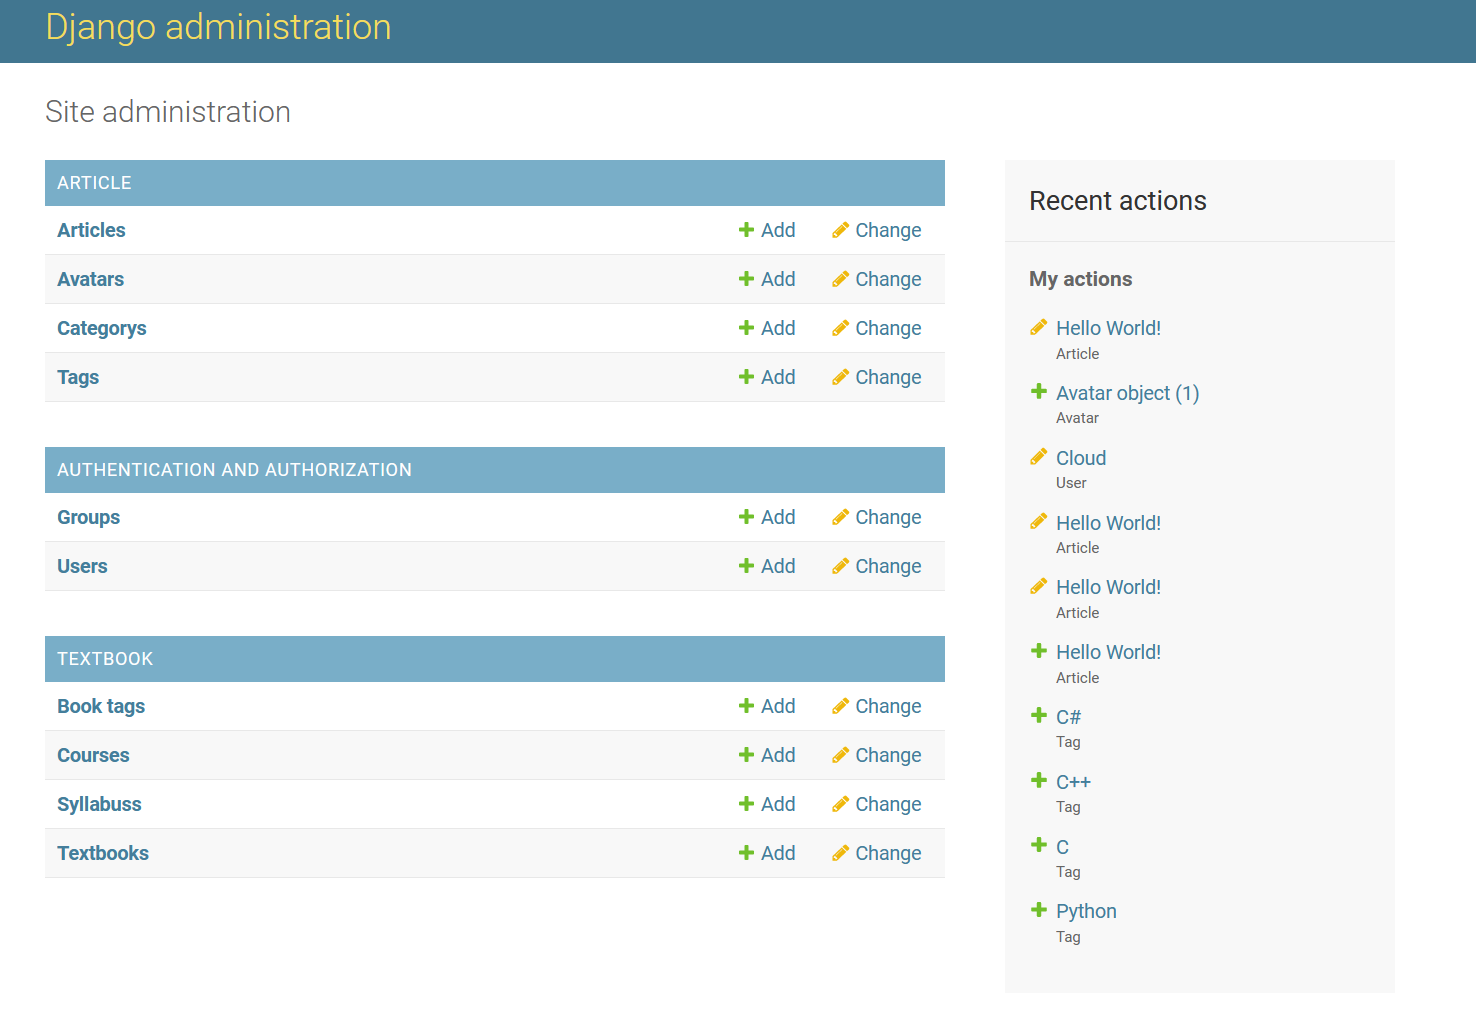 Django administration
Site administration
ARTICLE
Articles Add Change
Avatars Add Change
Categorys Add Change
Tags Add Change
AUTHENTICATION AND AUTHORIZATION
Groups Add Change
Users Add Change
TEXTBOOK
Book tags Add Change
Courses Add Change
Syllabuss Add Change
Textbooks Add Change
Recent actions
My actions
Hello World!
Article
Avatar object (1)
Avatar
Cloud
User
Hello World!
Article
Hello World!
Article
Hello World!
Article
C#
Tag
C++
Tag
C
Tag
Python
Tag